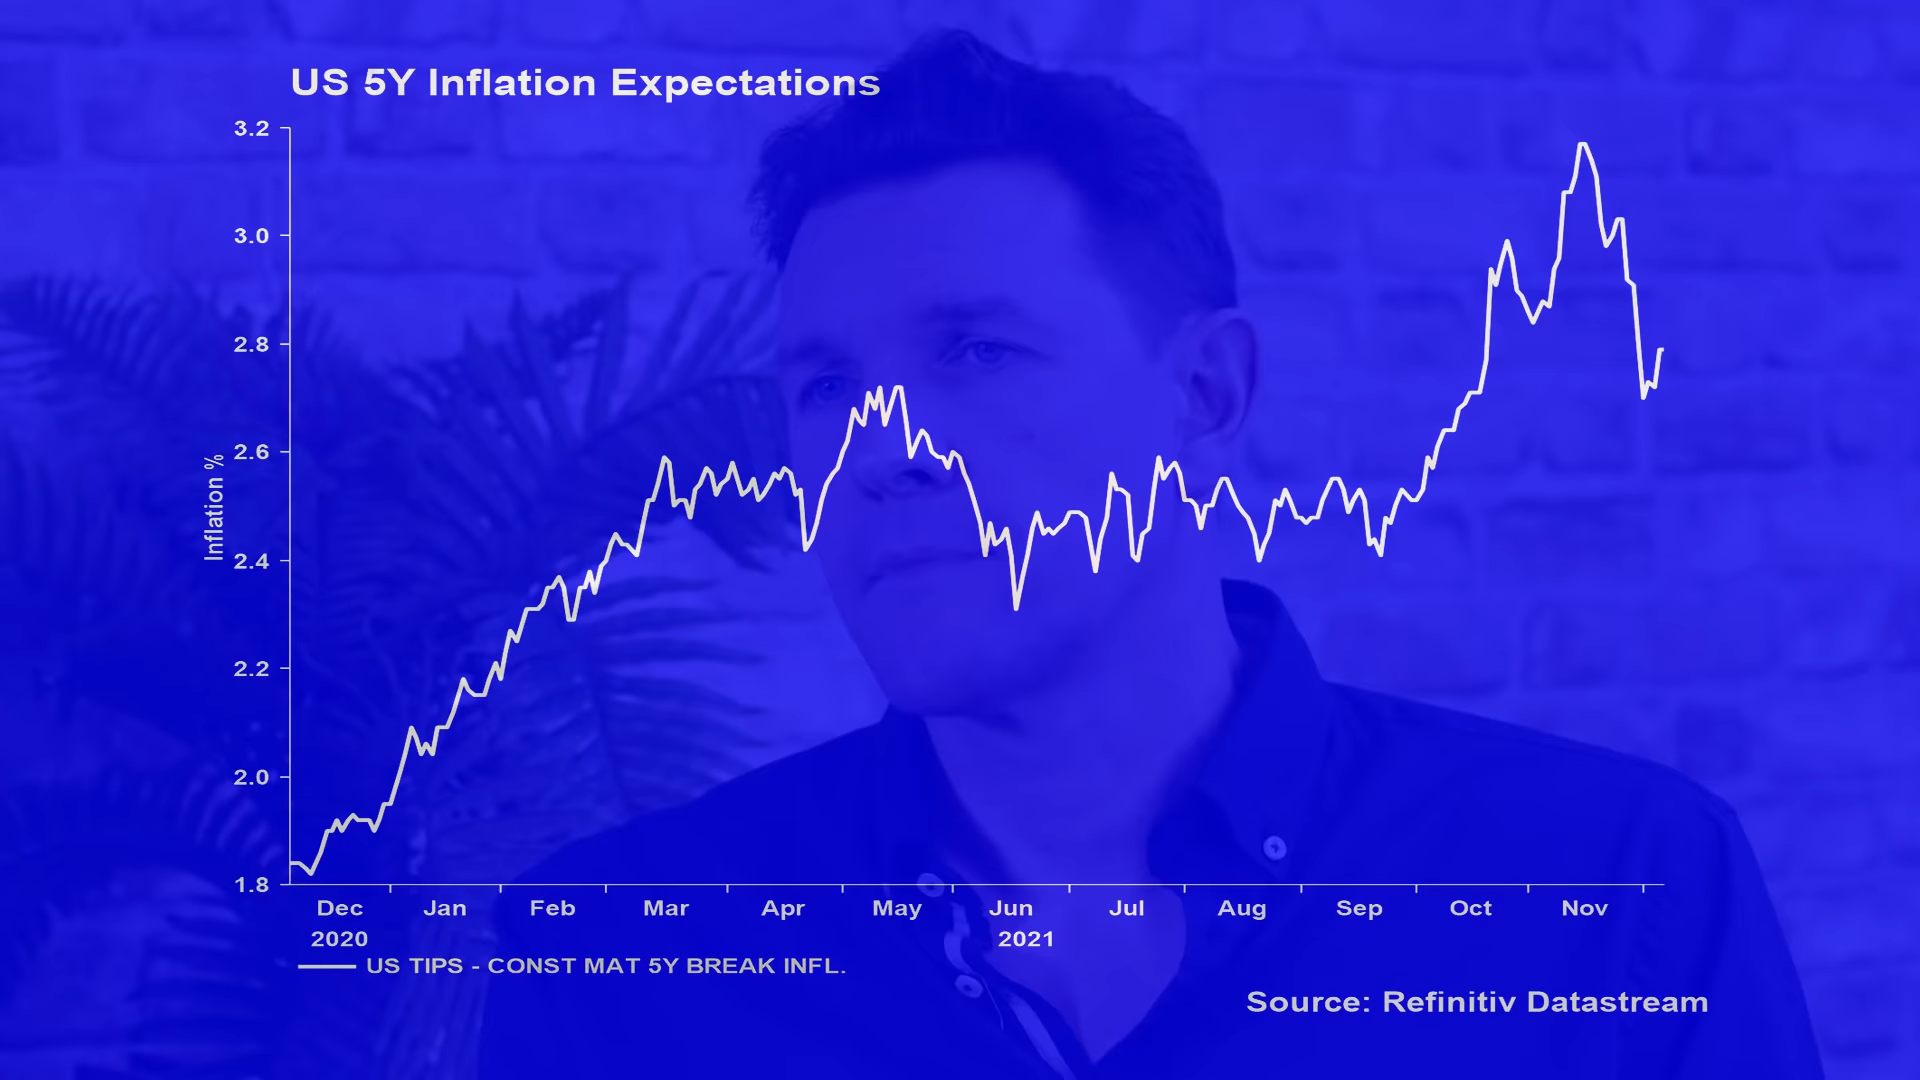 US 5Y Inflation Expectations
3.2
3.0
2.8
2.6
2.4
2.2
2.0
1.8
Inflation %
Dec Jan Feb Mar Apr May Jun Jul Aug Sep Oct Nov
2020 2021
US TIPS - CONST MAT 5Y BREAK INFL.
Source: Refinitiv Datastream